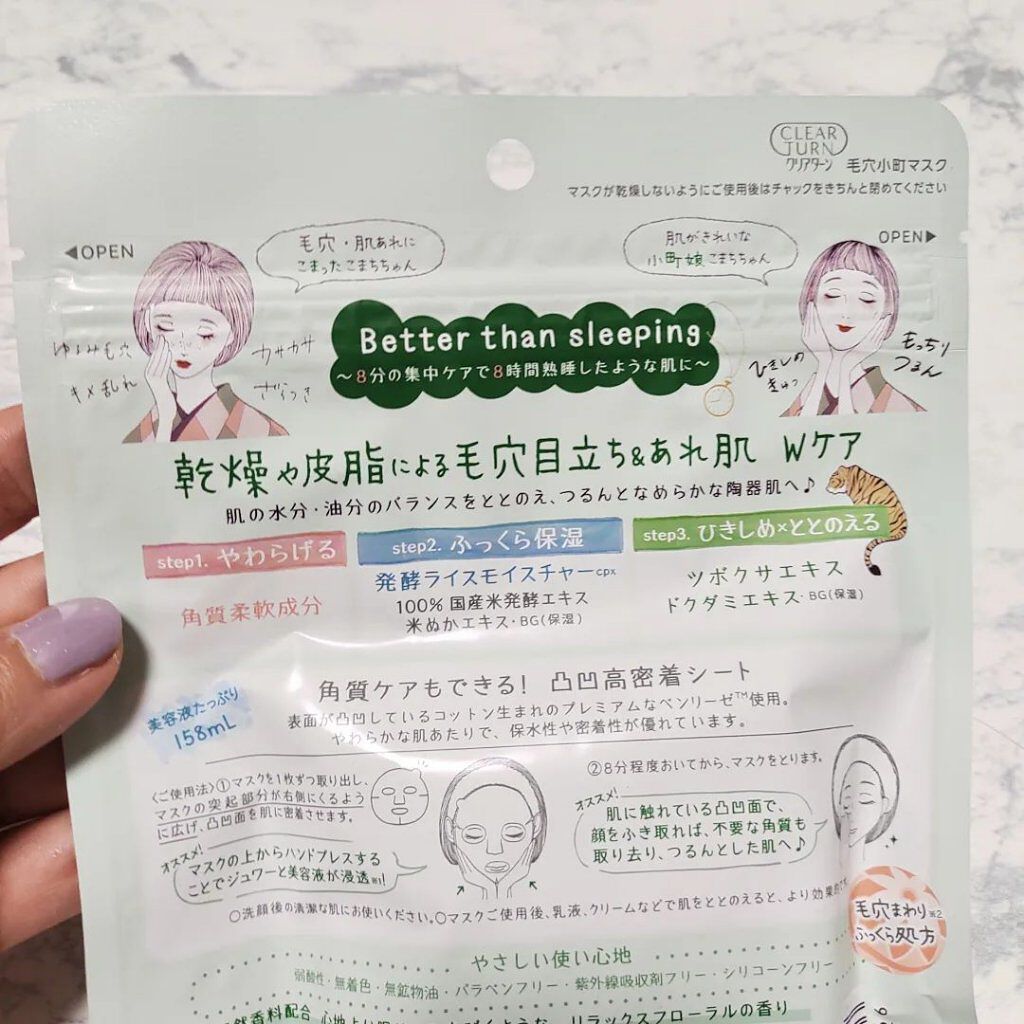 CLEAR
TURN
クリアターン 毛穴小町マスク
マスクが乾燥しないようにご使用後はチャックをきちんと閉めてください
◀OPEN
毛穴・肌あれに
こまったこまちちゃん
肌がきれいな
小町娘こまちちゃん
OPEN▶
Better than sleeping
～8分の集中ケアで8時間熟睡したような肌に～
ゆるみ毛穴
キメ乱れ
カサカサ
ざらつき
ひきしめ
きゅっ
もっちり
つるん
乾燥や皮脂による毛穴目立ち&あれ肌 Wケア
肌の水分・油分のバランスをととのえ、つるんとなめらかな陶器肌へ♪
step1. やわらげる
角質柔軟成分
step2. ふっくら保湿
発酵ライスモイスチャーcpx
100% 国産米発酵エキス
米ぬかエキス・BG(保湿)
step3. ひきしめ×ととのえる
ツボクサエキス
ドクダミエキス・BG(保湿)
美容液たっぷり
158mL
角質ケアもできる! 凸凹高密着シート
表面が凸凹しているコットン生まれのプレミアムなベンリーゼ™使用。
やわらかな肌あたりで、保水性や密着性が優れています。
〈ご使用法〉①マスクを1枚ずつ取り出し、
マスクの突起部分が右側にくるよう
に広げ、凸凹面を肌に密着させます。
オススメ!
マスクの上からハンドプレスする
ことでジュワーと美容液が浸透※1!
②8分程度おいてから、マスクをとります。
オススメ!
肌に触れている凸凹面で、
顔をふき取れば、不要な角質も
取り去り、つるんとした肌へ♪
○洗顔後の清潔な肌にお使いください。○マスクご使用後、乳液、クリームなどで肌をととのえると、より効果的です。
毛穴まわり※2
ふっくら処方
やさしい使い心地
弱酸性・無着色・無鉱物油・パラベンフリー・紫外線吸収剤フリー・シリコーンフリー
然香料配合
リラックスフローラルの香り